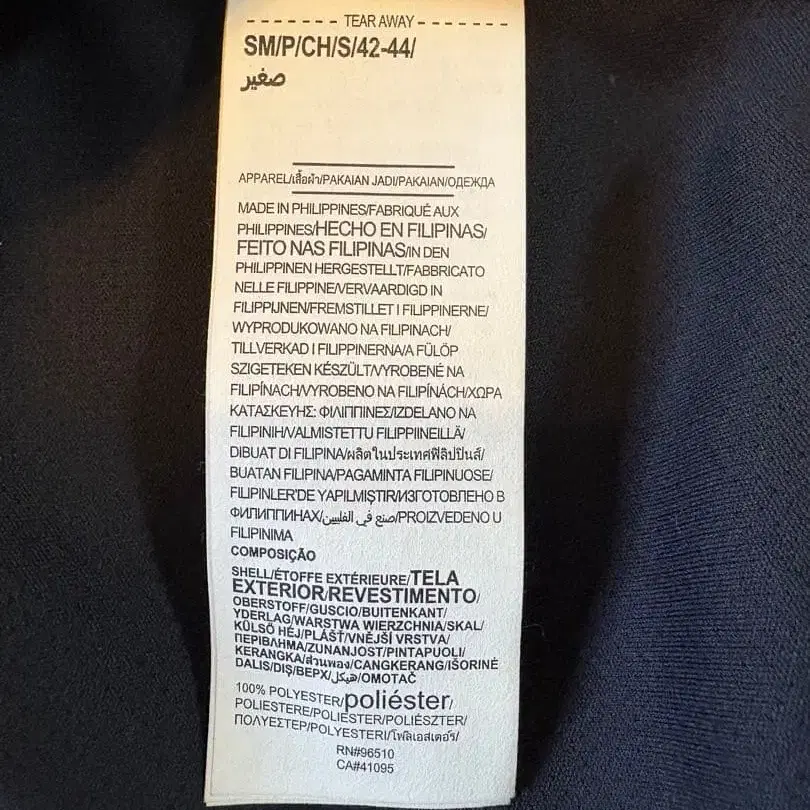 TEAR AWAY
SM/P/CH/S/42-44/
صغير
APPAREL/เสื้อผ้า/PAKAIAN JADI/PAKAIAN/ОДЕЖДА
MADE IN PHILIPPINES/FABRIQUÉ AUX
PHILIPPINES/HECHO EN FILIPINAS/
FEITO NAS FILIPINAS/IN DEN
PHILIPPINEN HERGESTELLT/FABBRICATO
NELLE FILIPPINE/VERVAARDIGD IN
FILIPPIJNEN/FREMSTILLET I FILIPPINERNE/
WYPRODUKOWANO NA FILIPINACH/
TILLVERKAD I FILIPPINERNA/A FÜLÖP
SZIGETEKEN KÉSZÜLT/VYROBENÉ NA
FILIPÍNACH/VYROBENO NA FILIPÍNÁCH/ΧΩΡΑ
ΚΑΤΑΣΚΕΥΗΣ: ΦΙΛΙΠΠΙΝΕΣ/IZDELANO NA
FILIPINIH/VALMISTETTU FILIPPIINEILLÄ/
DIBUAT DI FILIPINA/ผลิตในประเทศฟิลิปปินส์/
BUATAN FILIPINA/PAGAMINTA FILIPINUOSE/
FILIPINLER'DE YAPILMIŞTIR/ИЗГОТОВЛЕНО В
ФИЛИППИНАХ/صنع في الفلبين/PROIZVEDENO U
FILIPINIMA
COMPOSIÇÃO
SHELL/ÉTOFFE EXTÉRIEURE/TELA
EXTERIOR/REVESTIMENTO/
OBERSTOFF/GUSCIO/BUITENKANT/
YDERLAG/WARSTWA WIERZCHNIA/SKAL/
KÜLSŐ HÉJ/PLÁŠŤ/VNĚJŠÍ VRSTVA/
ΠΕΡΙΒΛΗΜΑ/ZUNANJOST/PINTAPUOLI/
KERANGKA/ส่วนพอง/CANGKERANG/IŠORINĖ
DALIS/DIŞ/ВЕРХ/هيكل/OMOTAČ
100% POLYESTER/poliéster/
POLIESTERE/POLIESTER/POLIÉSZTER/
ΠΟΛΥΕΣΤΕΡ/POLYESTERI/โพลีเอสเตอร์/
RN#96510
CA#41095